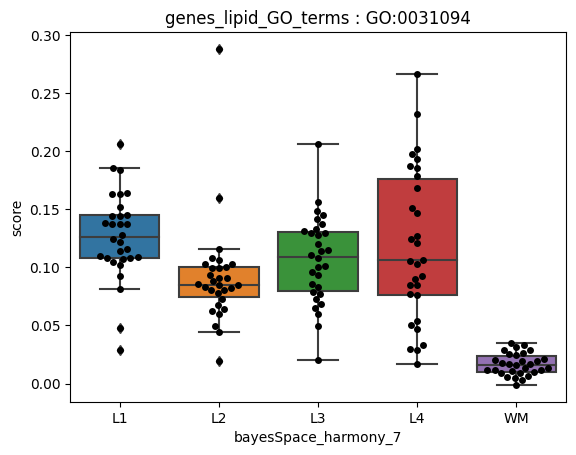 genes_lipid_GO_terms : GO:0031094
0.30
0.25
0.20
0.15
0.10
0.05
0.00
score
L1 L2 L3 L4 WM
bayesSpace_harmony_7